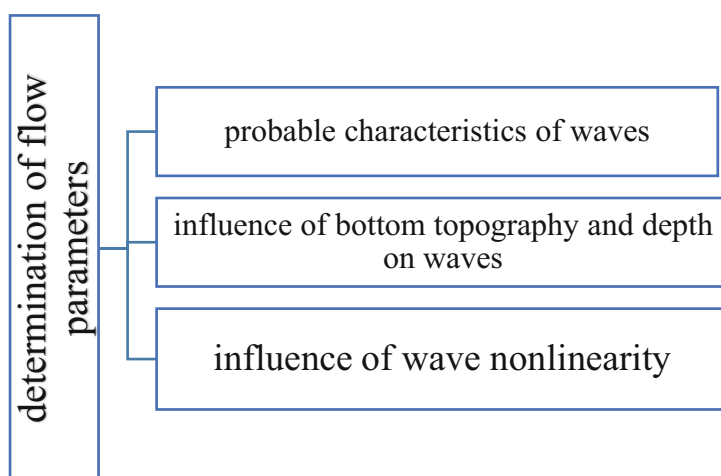 determination of flow
parameters
probable characteristics of waves
influence of bottom topography and depth
on waves
influence of wave nonlinearity